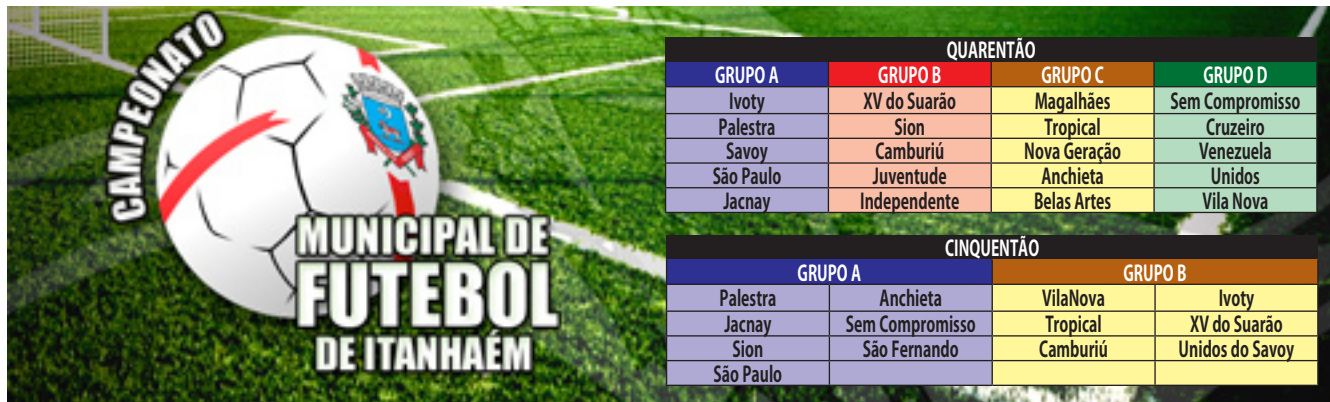 CAMPEONATO
MUNICIPAL DE
FUTEBOL
DE ITANHAÉM
QUARENTÃO
GRUPO A GRUPO B GRUPO C GRUPO D
Ivoty XV do Suarão Magalhães Sem Compromisso
Palestra Sion Tropical Cruzeiro
Savoy Camburiú Nova Geração Venezuela
São Paulo Juventude Anchieta Unidos
Jacnay Independente Belas Artes Vila Nova
CINQUENTÃO
GRUPO A GRUPO B
Palestra Anchieta VilaNova Ivoty
Jacnay Sem Compromisso Tropical XV do Suarão
Sion São Fernando Camburiú Unidos do Savoy
São Paulo